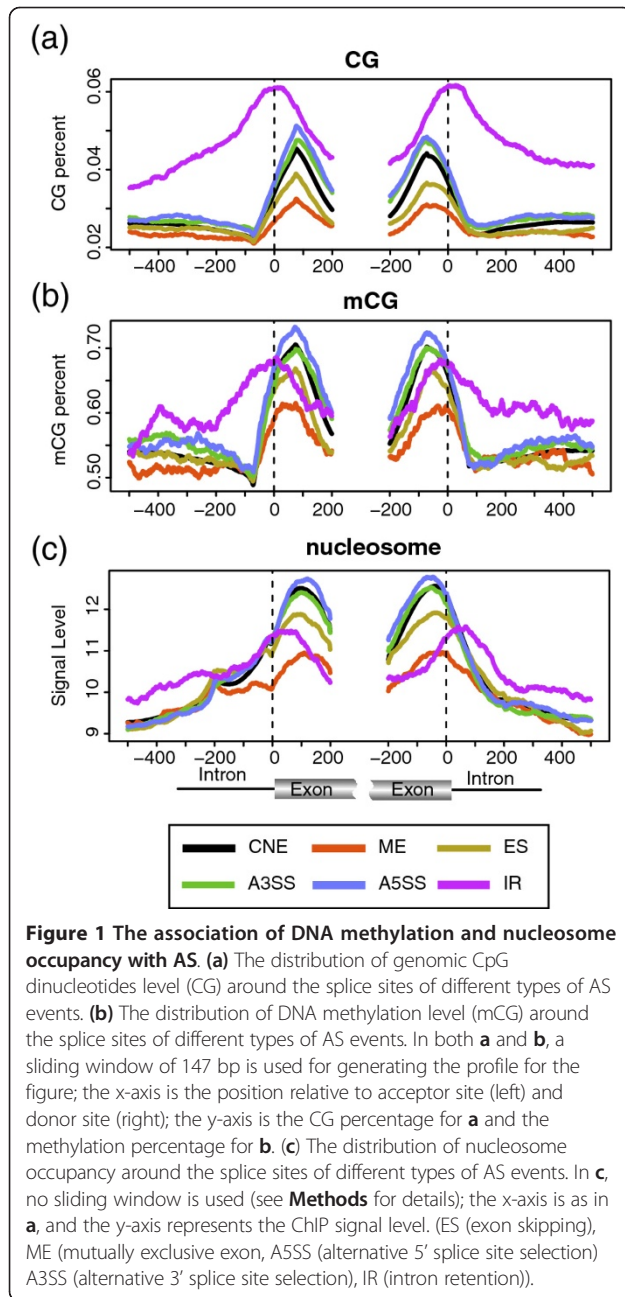 (a)
CG
CG percent
0.02 0.04 0.06
−400 −200 0 200 −200 0 200 400
(b)
mCG
mCG percent
0.50 0.60 0.70
−400 −200 0 200 −200 0 200 400
(c)
nucleosome
Signal Level
9 10 11 12
−400 −200 0 200 −200 0 200 400
Intron Exon Exon Intron
CNE ME ES
A3SS A5SS IR
Figure 1 The association of DNA methylation and nucleosome
occupancy with AS. (a) The distribution of genomic CpG
dinucleotides level (CG) around the splice sites of different types of AS
events. (b) The distribution of DNA methylation level (mCG) around
the splice sites of different types of AS events. In both a and b, a
sliding window of 147 bp is used for generating the profile for the
figure; the x-axis is the position relative to acceptor site (left) and
donor site (right); the y-axis is the CG percentage for a and the
methylation percentage for b. (c) The distribution of nucleosome
occupancy around the splice sites of different types of AS events. In c,
no sliding window is used (see Methods for details); the x-axis is as in
a, and the y-axis represents the ChIP signal level. (ES (exon skipping),
ME (mutually exclusive exon, A5SS (alternative 5′ splice site selection)
A3SS (alternative 3′ splice site selection), IR (intron retention)).